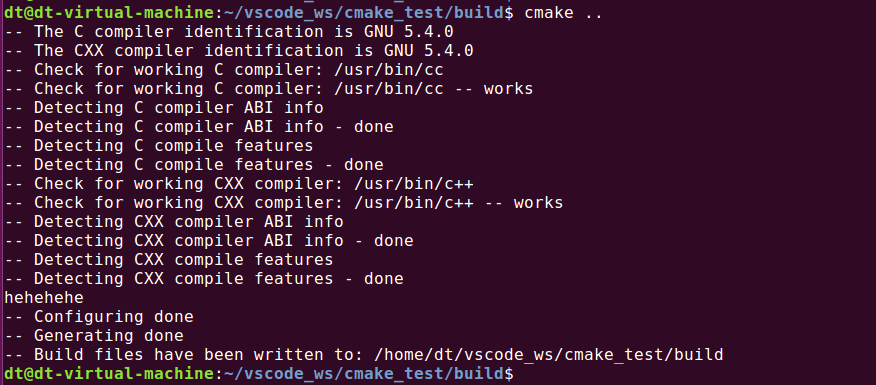 dt@dt-virtual-machine:~/vscode_ws/cmake_test/build$ cmake ..
-- The C compiler identification is GNU 5.4.0
-- The CXX compiler identification is GNU 5.4.0
-- Check for working C compiler: /usr/bin/cc
-- Check for working C compiler: /usr/bin/cc -- works
-- Detecting C compiler ABI info
-- Detecting C compiler ABI info - done
-- Detecting C compile features
-- Detecting C compile features - done
-- Check for working CXX compiler: /usr/bin/c++
-- Check for working CXX compiler: /usr/bin/c++ -- works
-- Detecting CXX compiler ABI info
-- Detecting CXX compiler ABI info - done
-- Detecting CXX compile features
-- Detecting CXX compile features - done
hehehehe
-- Configuring done
-- Generating done
-- Build files have been written to: /home/dt/vscode_ws/cmake_test/build
dt@dt-virtual-machine:~/vscode_ws/cmake_test/build$